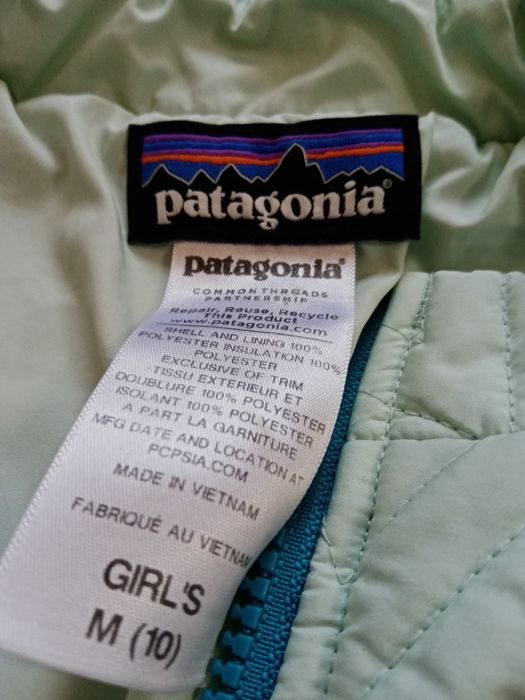 patagonia®
patagonia®
COMMON THREADS
PARTNERSHIP
Repair, Reuse, Recycle
This Product
www.patagonia.com
SHELL AND LINING 100%
POLYESTER INSULATION 100%
POLYESTER
EXCLUSIVE OF TRIM
TISSU EXTERIEUR ET
DOUBLURE 100% POLYESTER
ISOLANT 100% POLYESTER
A PART LA GARNITURE
MFG DATE AND LOCATION AT
PCPSIA.COM
MADE IN VIETNAM
FABRIQUÉ AU VIETNAM
GIRL'S
M (10)